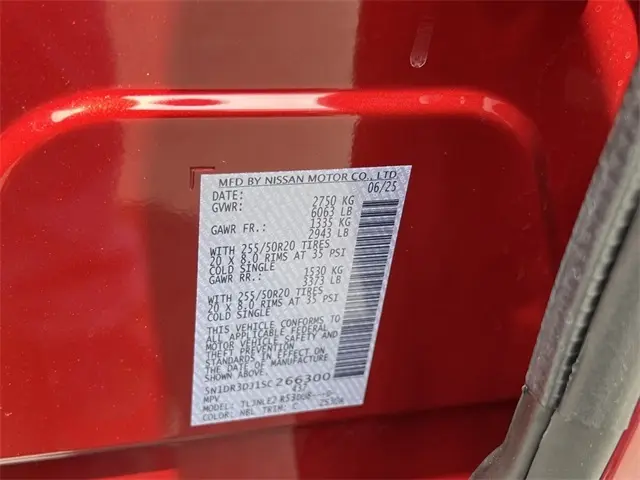 MFD BY NISSAN MOTOR CO., LTD
DATE: 06/25
GVWR: 2750 KG
6063 LB
GAWR FR.: 1335 KG
2943 LB
WITH 255/50R20 TIRES
20 X 8.0 RIMS AT 35 PSI
COLD SINGLE
GAWR RR.: 1530 KG
3373 LB
WITH 255/50R20 TIRES
20 X 8.0 RIMS AT 35 PSI
COLD SINGLE
THIS VEHICLE CONFORMS TO
ALL APPLICABLE FEDERAL
MOTOR VEHICLE SAFETY AND
THEFT PREVENTION
STANDARDS IN EFFECT ON
THE DATE OF MANUFACTURE
SHOWN ABOVE.
266300
MPV
MODEL:
COLOR: NBL TRIM: